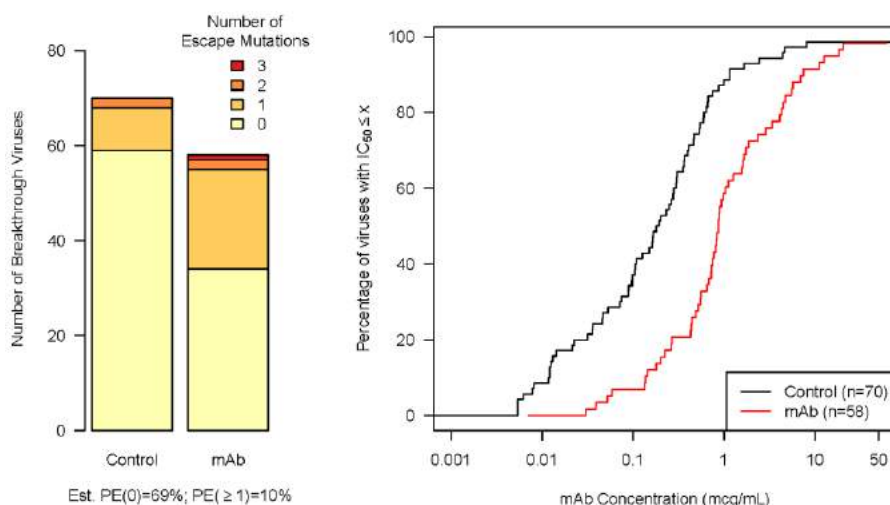 Number of
Escape Mutations
3
2
1
0
80
60
40
20
0
Number of Breakthrough Viruses
Control
mAb
Est. PE(0)=69%; PE( ≥ 1)=10%
100
80
60
40
20
0
Percentage of viruses with IC₅₀ ≤ x
Control (n=70)
mAb (n=58)
0.001
0.01
0.1
1
10
50
mAb Concentration (mcg/mL)